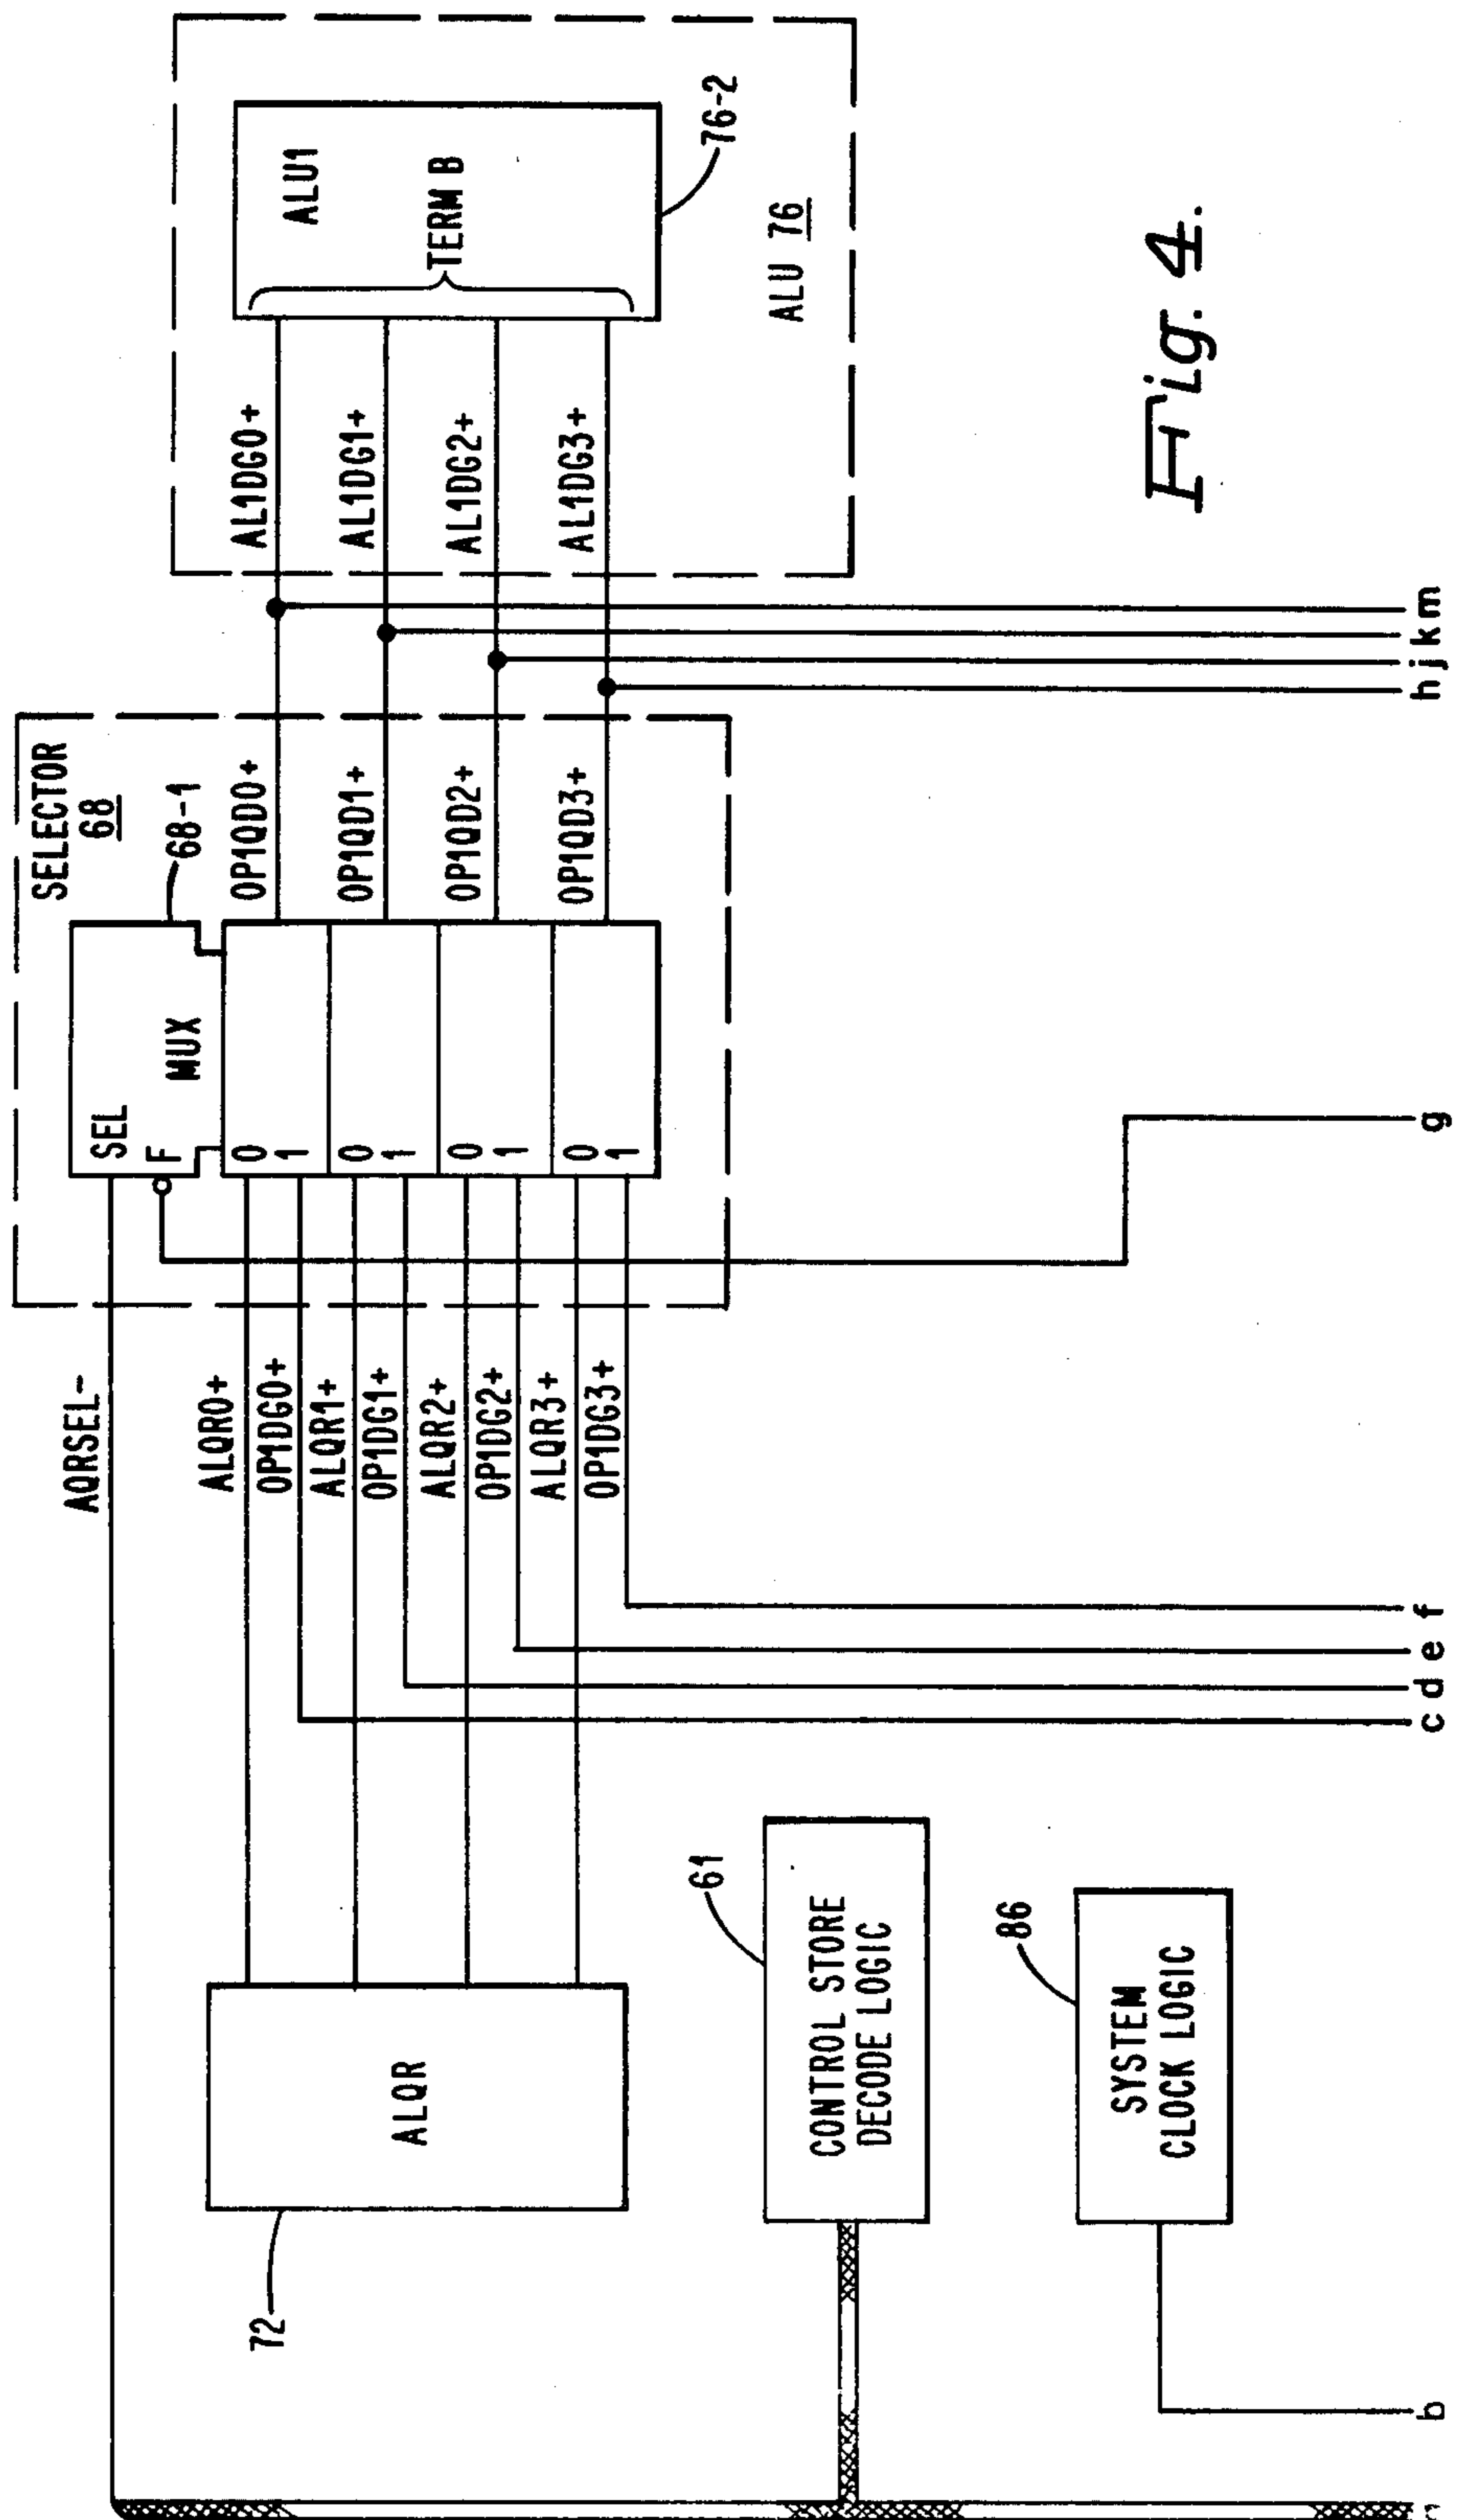 SELECTOR
68
68-1
SEL
F
MUX
0
1
0
1
0
1
0
1
AQRSEL-
ALQR0+
OP1DG0+
ALQR1+
OP1DG1+
ALQR2+
OP1DG2+
ALQR3+
OP1DG3+
OP1QD0+
OP1QD1+
OP1QD2+
OP1QD3+
AL1DG0+
AL1DG1+
AL1DG2+
AL1DG3+
ALU1
TERM B
76-2
ALU 76
ALQR
72
CONTROL STORE
DECODE LOGIC
61
SYSTEM
CLOCK LOGIC
86
b
c
d
e
f
g
h
j
k
m
Fig. 4.